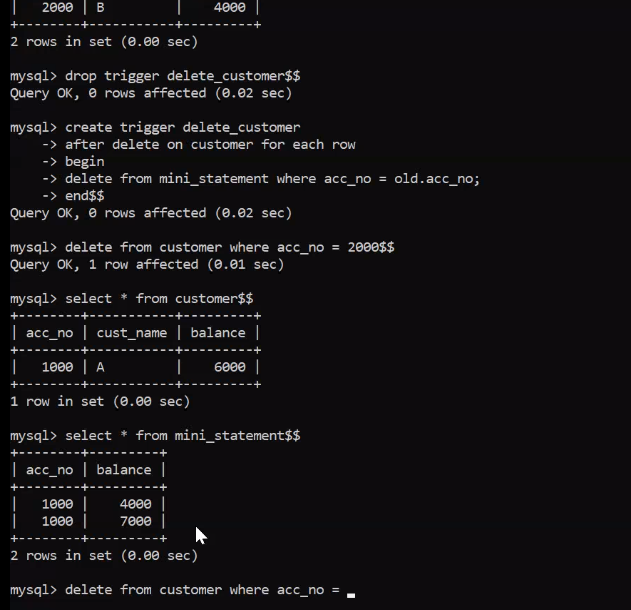 |   2000 | B         |    4000 |
+--------+-----------+---------+
2 rows in set (0.00 sec)
mysql> drop trigger delete_customer$$
Query OK, 0 rows affected (0.02 sec)
mysql> create trigger delete_customer
    -> after delete on customer for each row
    -> begin
    -> delete from mini_statement where acc_no = old.acc_no;
    -> end$$
Query OK, 0 rows affected (0.02 sec)
mysql> delete from customer where acc_no = 2000$$
Query OK, 1 row affected (0.01 sec)
mysql> select * from customer$$
+--------+-----------+---------+
| acc_no | cust_name | balance |
+--------+-----------+---------+
|   1000 | A         |    6000 |
+--------+-----------+---------+
1 row in set (0.00 sec)
mysql> select * from mini_statement$$
+--------+---------+
| acc_no | balance |
+--------+---------+
|   1000 |    4000 |
|   1000 |    7000 |
+--------+---------+
2 rows in set (0.00 sec)
mysql> delete from customer where acc_no = _